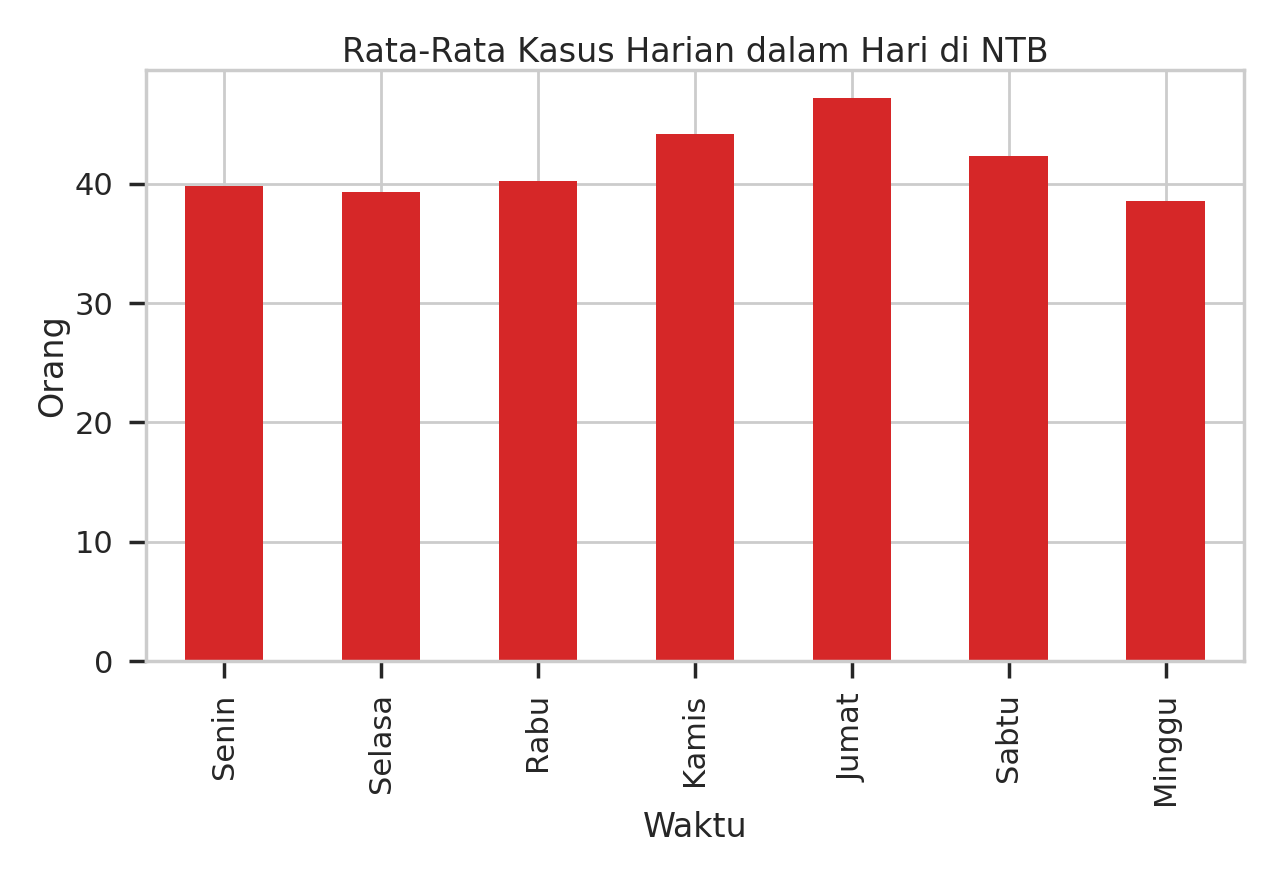 Rata-Rata Kasus Harian dalam Hari di NTB
Orang
40
30
20
10
0
Senin
Selasa
Rabu
Kamis
Jumat
Sabtu
Minggu
Waktu